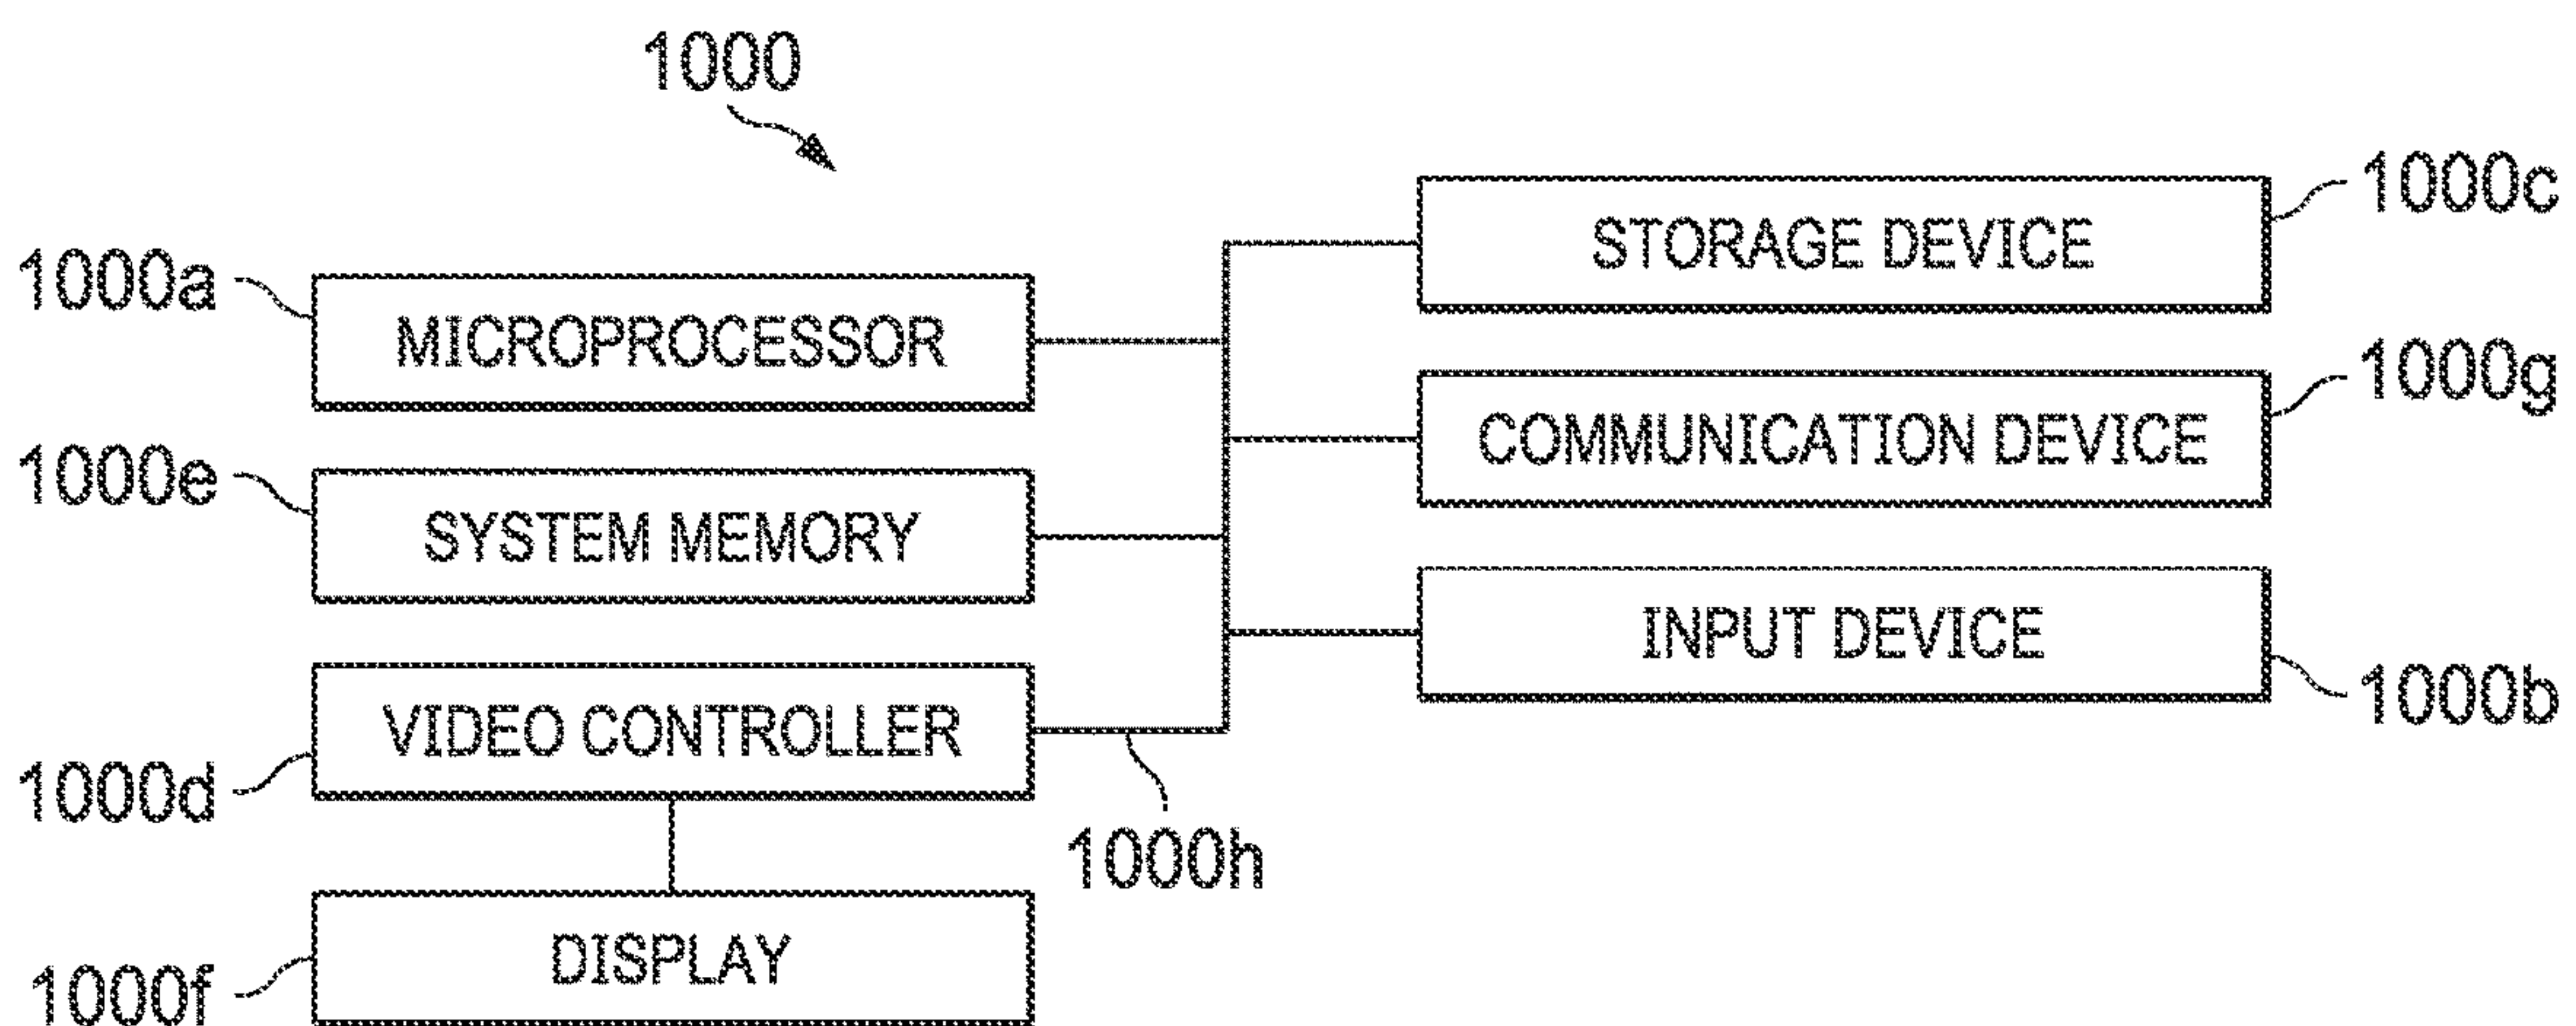 1000
1000c
STORAGE DEVICE
1000a
MICROPROCESSOR
1000g
COMMUNICATION DEVICE
1000e
SYSTEM MEMORY
INPUT DEVICE
1000b
VIDEO CONTROLLER
1000d
1000h
DISPLAY
1000f